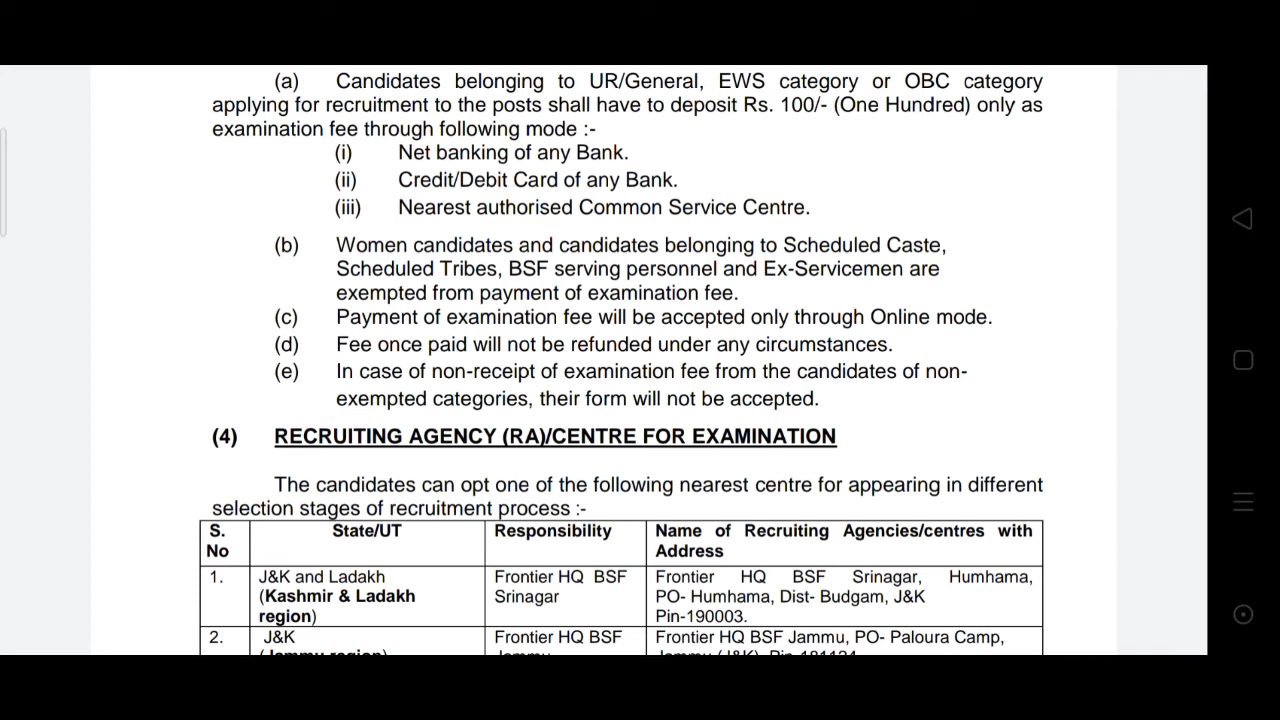 (a) Candidates belonging to UR/General, EWS category or OBC category
applying for recruitment to the posts shall have to deposit Rs. 100/- (One Hundred) only as
examination fee through following mode :-
(i) Net banking of any Bank.
(ii) Credit/Debit Card of any Bank.
(iii) Nearest authorised Common Service Centre.
(b) Women candidates and candidates belonging to Scheduled Caste,
Scheduled Tribes, BSF serving personnel and Ex-Servicemen are
exempted from payment of examination fee.
(c) Payment of examination fee will be accepted only through Online mode.
(d) Fee once paid will not be refunded under any circumstances.
(e) In case of non-receipt of examination fee from the candidates of non-
exempted categories, their form will not be accepted.
(4) RECRUITING AGENCY (RA)/CENTRE FOR EXAMINATION
The candidates can opt one of the following nearest centre for appearing in different
selection stages of recruitment process :-
S. No State/UT Responsibility Name of Recruiting Agencies/centres with Address
1. J&K and Ladakh (Kashmir & Ladakh region) Frontier HQ BSF Srinagar Frontier HQ BSF Srinagar, Humhama, PO- Humhama, Dist- Budgam, J&K Pin-190003.
2. J&K Frontier HQ BSF Frontier HQ BSF Jammu, PO- Paloura Camp,